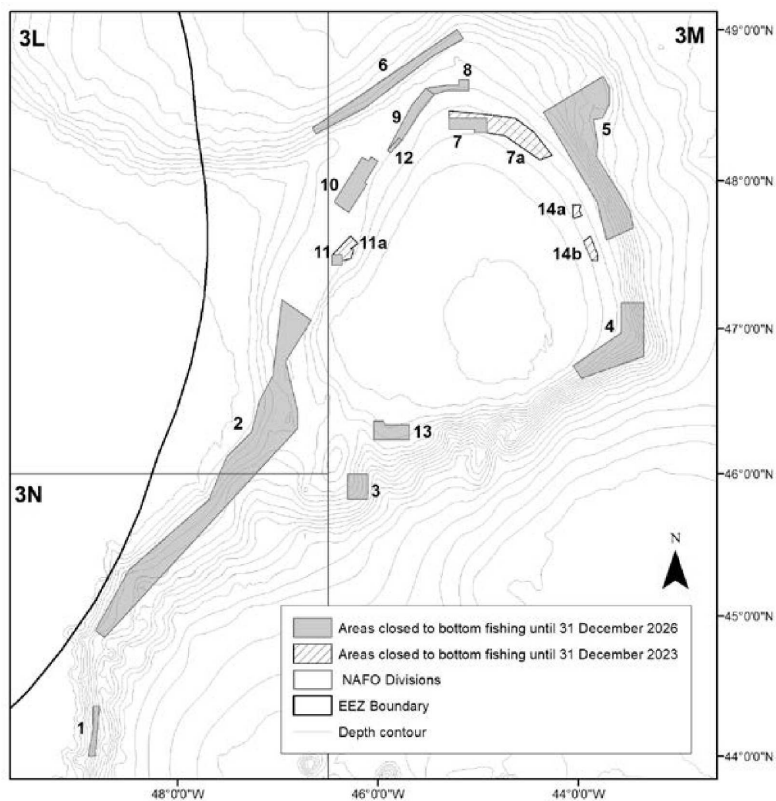 3L
3M
49°0'0"N
6
8
9
5
12
7
7a
48°0'0"N
10
14a
11
11a
14b
4
47°0'0"N
2
13
3N
46°0'0"N
3
N
45°0'0"N
Areas closed to bottom fishing until 31 December 2026
Areas closed to bottom fishing until 31 December 2023
NAFO Divisions
EEZ Boundary
Depth contour
1
44°0'0"N
48°0'0"W
46°0'0"W
44°0'0"W